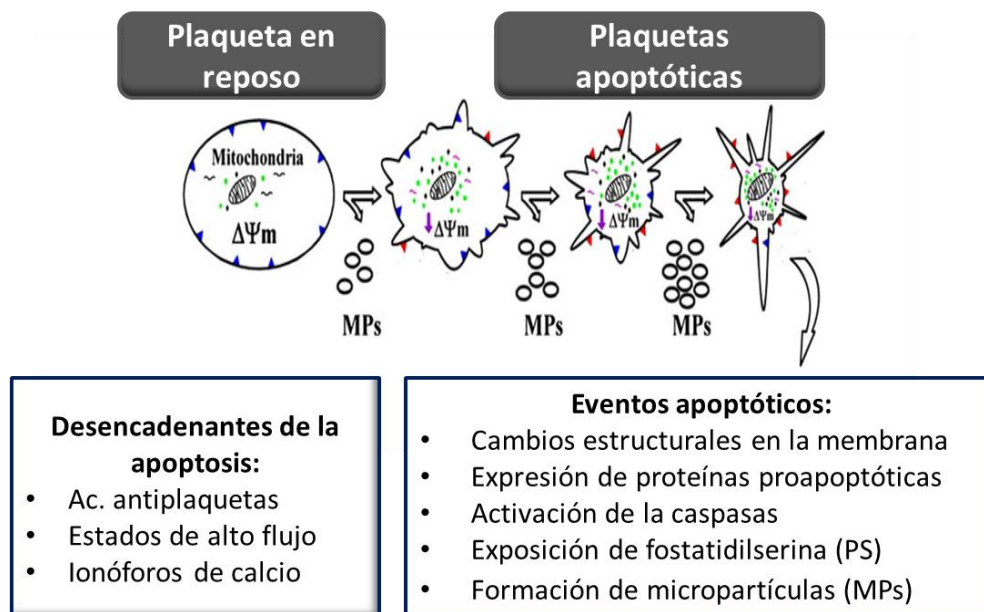 Plaqueta en
reposo
Plaquetas
apoptóticas
Mitochondria
ΔΨm
ΔΨm
ΔΨm
ΔΨm
MPs
MPs
MPs
Desencadenantes de la
apoptosis:
• Ac. antiplaquetas
• Estados de alto flujo
• Ionóforos de calcio
Eventos apoptóticos:
• Cambios estructurales en la membrana
• Expresión de proteínas proapoptóticas
• Activación de la caspasas
• Exposición de fostatidilserina (PS)
• Formación de micropartículas (MPs)